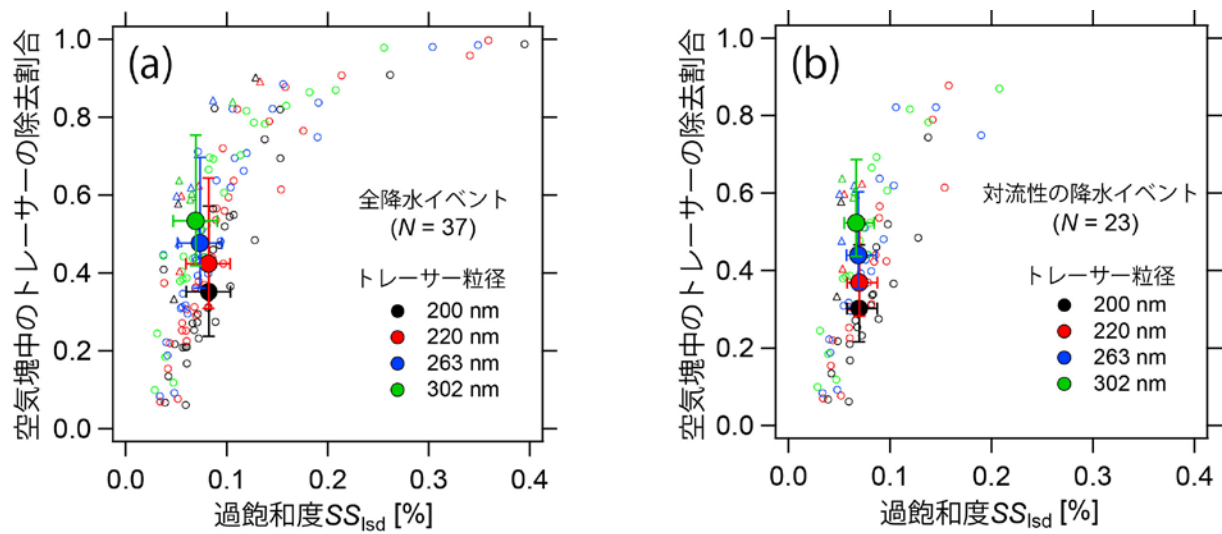 (a)
空気塊中のトレーサーの除去割合
1.0
0.8
0.6
0.4
0.2
0.0
全降水イベント
(N = 37)
トレーサー粒径
200 nm
220 nm
263 nm
302 nm
0.0 0.1 0.2 0.3 0.4
過飽和度SSlsd [%]
(b)
空気塊中のトレーサーの除去割合
1.0
0.8
0.6
0.4
0.2
0.0
対流性の降水イベント
(N = 23)
トレーサー粒径
200 nm
220 nm
263 nm
302 nm
0.0 0.1 0.2 0.3 0.4
過飽和度SSlsd [%]